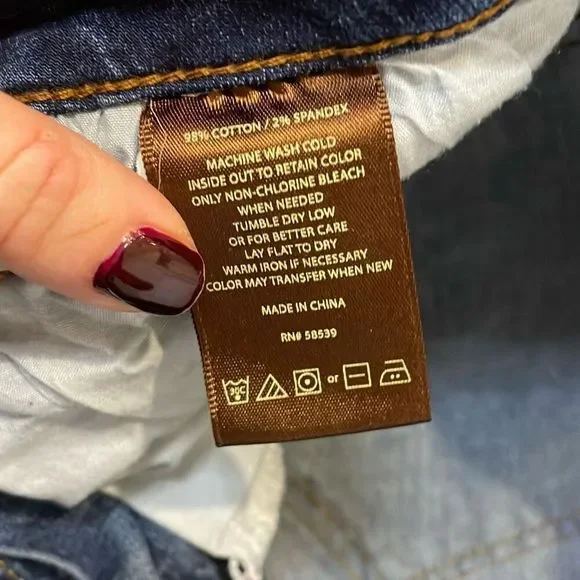 98% COTTON / 2% SPANDEX
MACHINE WASH COLD
INSIDE OUT TO RETAIN COLOR
ONLY NON-CHLORINE BLEACH
WHEN NEEDED
TUMBLE DRY LOW
OR FOR BETTER CARE
LAY FLAT TO DRY
WARM IRON IF NECESSARY
COLOR MAY TRANSFER WHEN NEW
MADE IN CHINA
RN# 58539
30C or